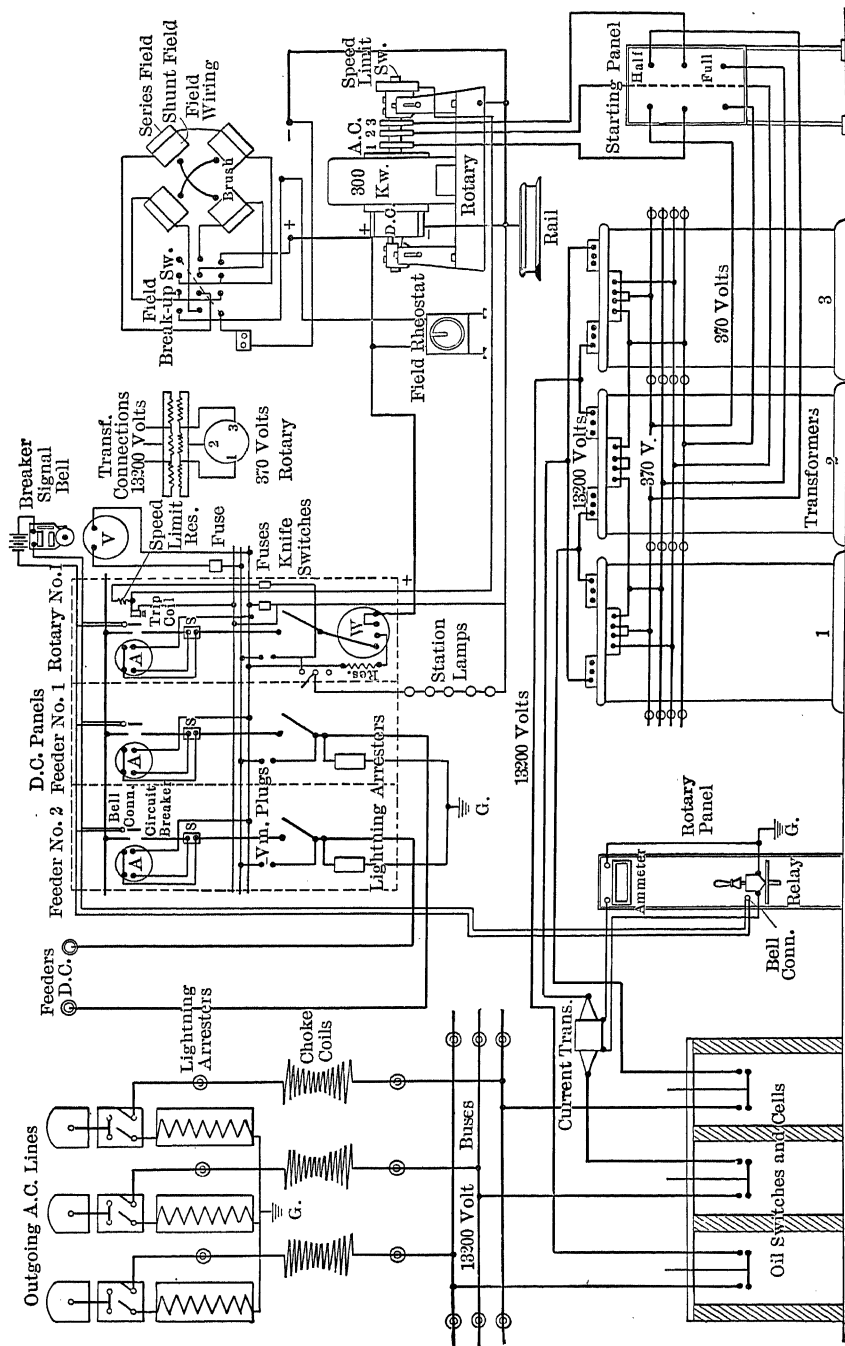 Outgoing A.C. Lines
Lightning
Arresters
G.
Choke
Coils
13200 Volt Buses
Oil Switches and Cells
Current Trans.
Feeders
D.C.
D.C. Panels
Feeder No. 2
Feeder No. 1
Rotary No. 1
Bell
Conn.
Circuit
Breaker
A
S
A
S
A
S
Trip
Coil
Vm. Plugs
Lightning Arresters
G.
Res.
W
+
Station
Lamps
Breaker
Signal
Bell
V
Speed
Limit
Res.
Fuse
Fuses
Knife
Switches
Transf.
Connections
13200 Volts
1
2
3
370 Volts
Rotary
Series Field
Shunt Field
Field
Wiring
Brush
Field
Break-up Sw.
+
–
Field Rheostat
+
–
D.C.
300
Kw.
A.C.
1 2 3
Speed
Limit
Sw.
Rotary
Rail
Starting Panel
Half
Full
Rotary
Panel
Ammeter
Relay
G.
Bell
Conn.
13200 Volts
13200 Volts
370 V.
370 Volts
Transformers
1
2
3